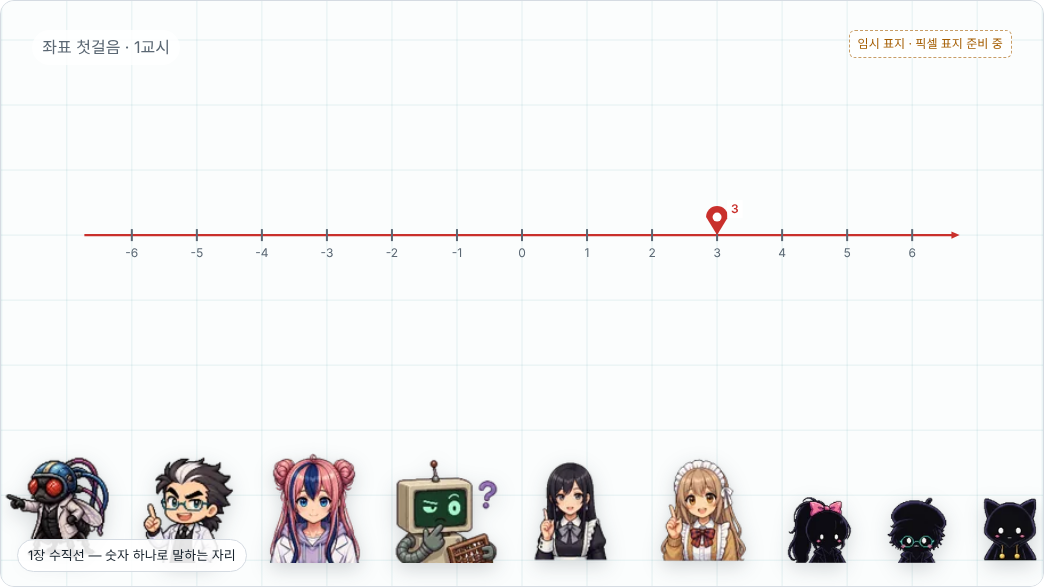 좌표 첫걸음 · 1교시
임시 표지 · 픽셀 표지 준비 중
3
-6 -5 -4 -3 -2 -1 0 1 2 3 4 5 6
?
1장 수직선 — 숫자 하나로 말하는 자리